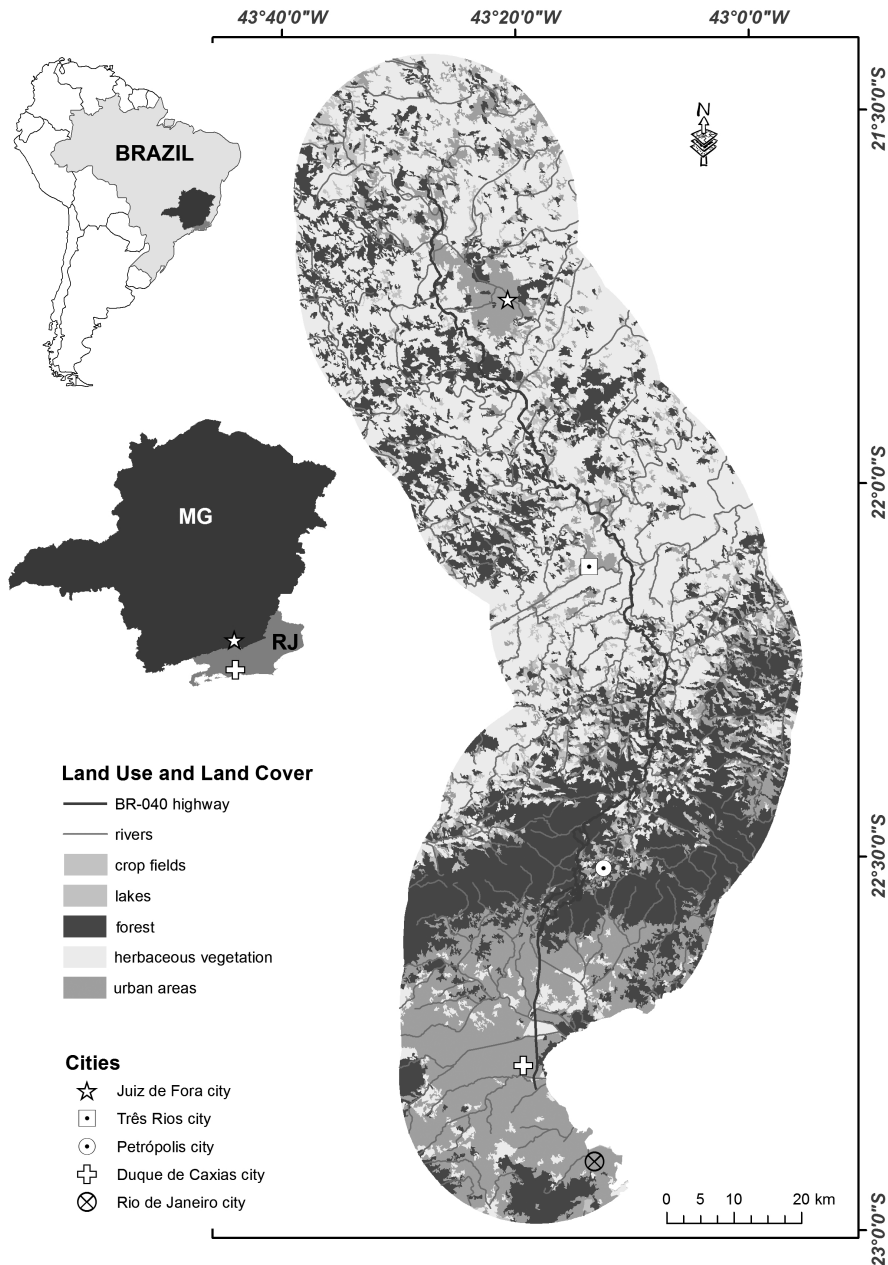 43°40'0"W
43°20'0"W
43°00'0"W
21°30'0"S
N
BRAZIL
22°0'0"S
MG
RJ
Land Use and Land Cover
BR-040 highway
rivers
crop fields
lakes
forest
herbaceous vegetation
urban areas
22°30'0"S
Cities
Juiz de Fora city
Três Rios city
Petrópolis city
Duque de Caxias city
Rio de Janeiro city
0 5 10 20 km
23°0'0"S